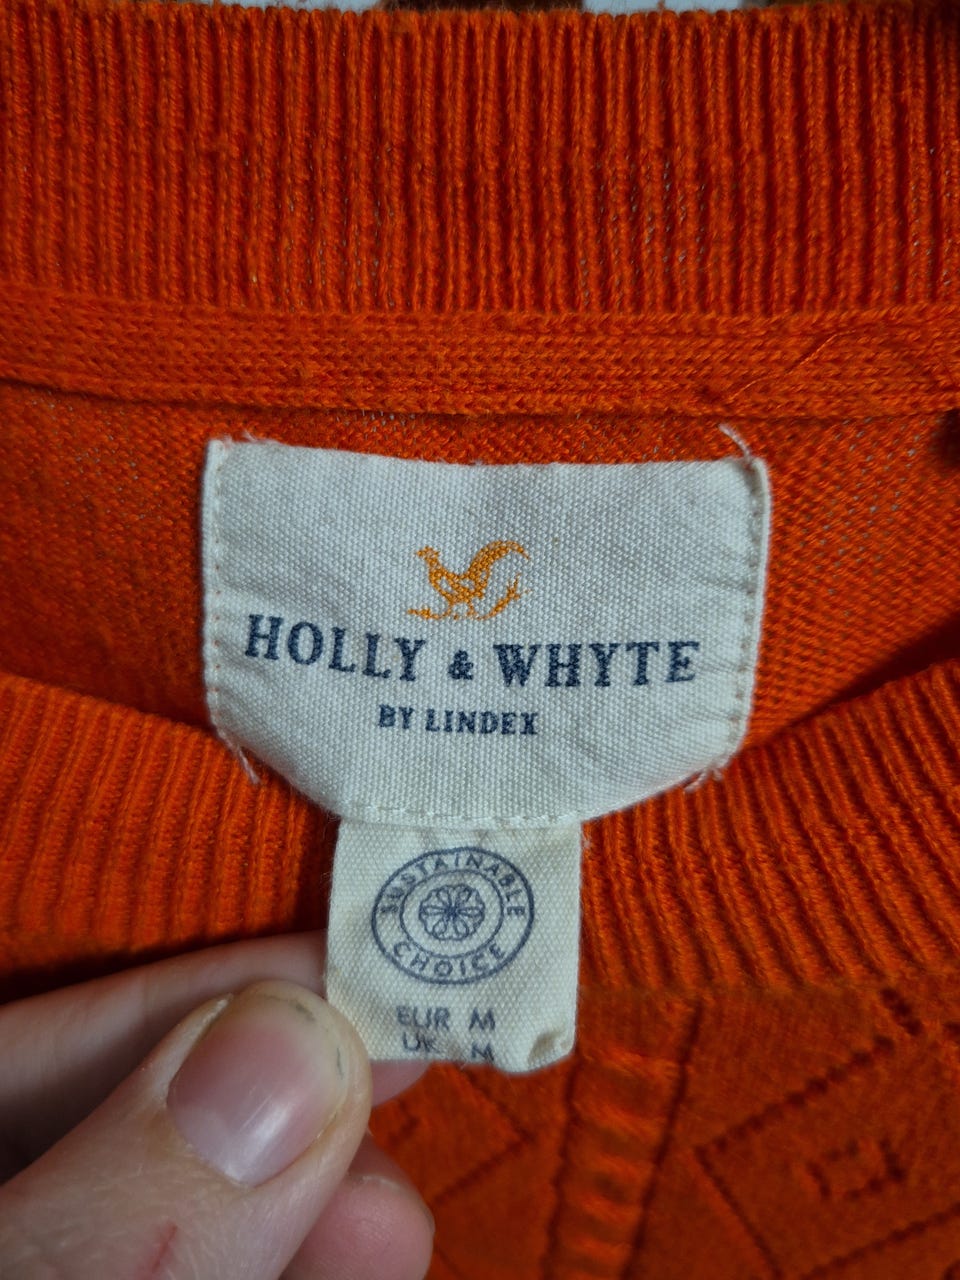 HOLLY & WHYTE
BY LINDEX
SUSTAINABLE
CHOICE
EUR M
UK M